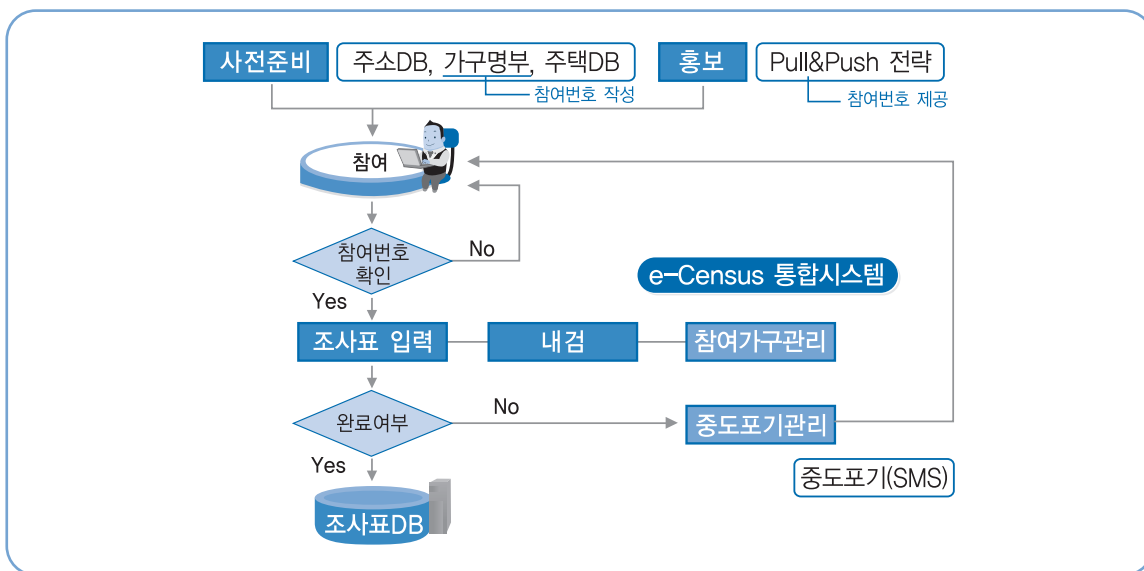 사전준비
주소DB, 가구명부, 주택DB
홍보
Pull&Push 전략
참여번호 작성
참여번호 제공
참여
참여번호
확인
No
e-Census 통합시스템
Yes
조사표 입력
내검
참여가구관리
완료여부
No
중도포기관리
Yes
중도포기(SMS)
조사표DB